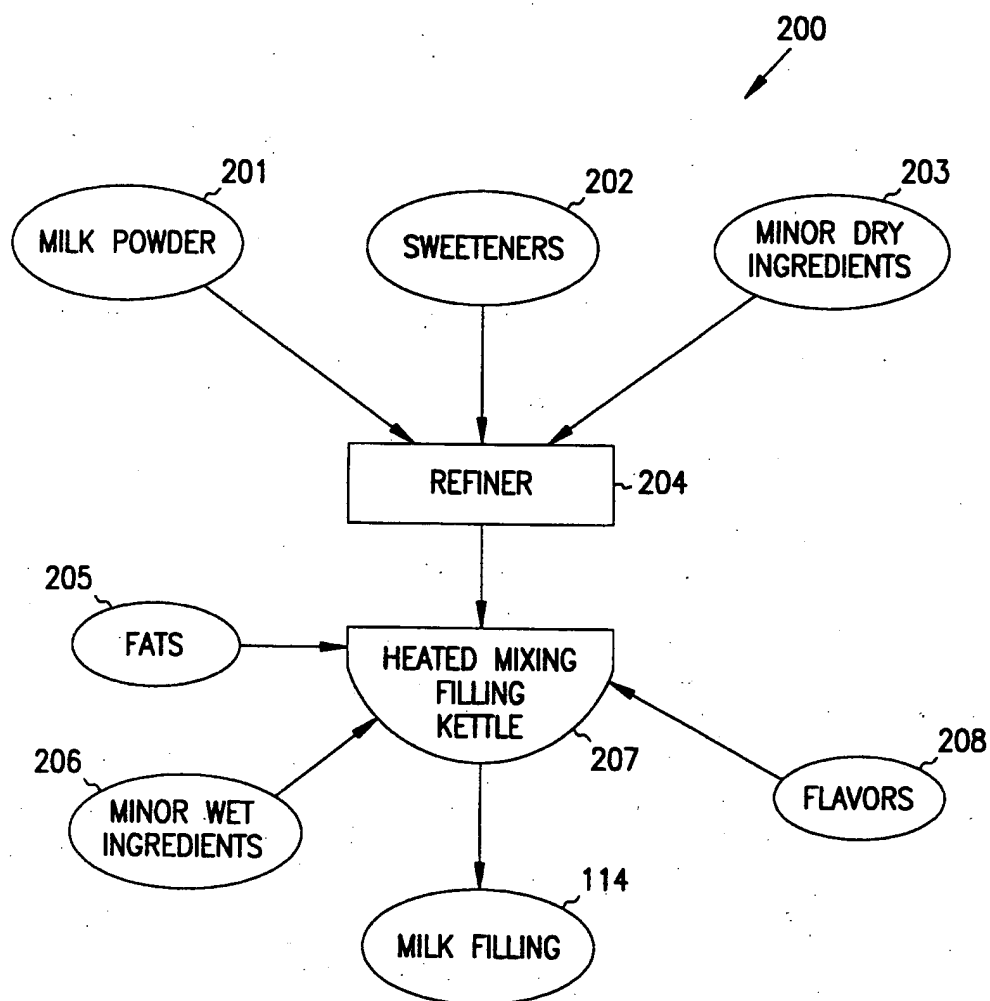 200
201
202
203
MILK POWDER
SWEETENERS
MINOR DRY
INGREDIENTS
REFINER
204
205
FATS
HEATED MIXING
FILLING
KETTLE
207
206
MINOR WET
INGREDIENTS
208
FLAVORS
114
MILK FILLING